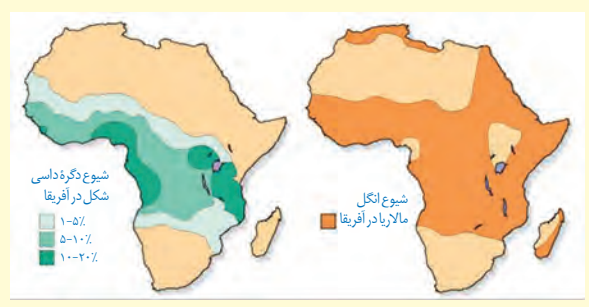 شیوع دگرهٔ داسی
شکل در آفریقا
۱-۵٪
۵-۱۰٪
۱۰-۲۰٪
شیوع انگل
مالاریا در آفریقا